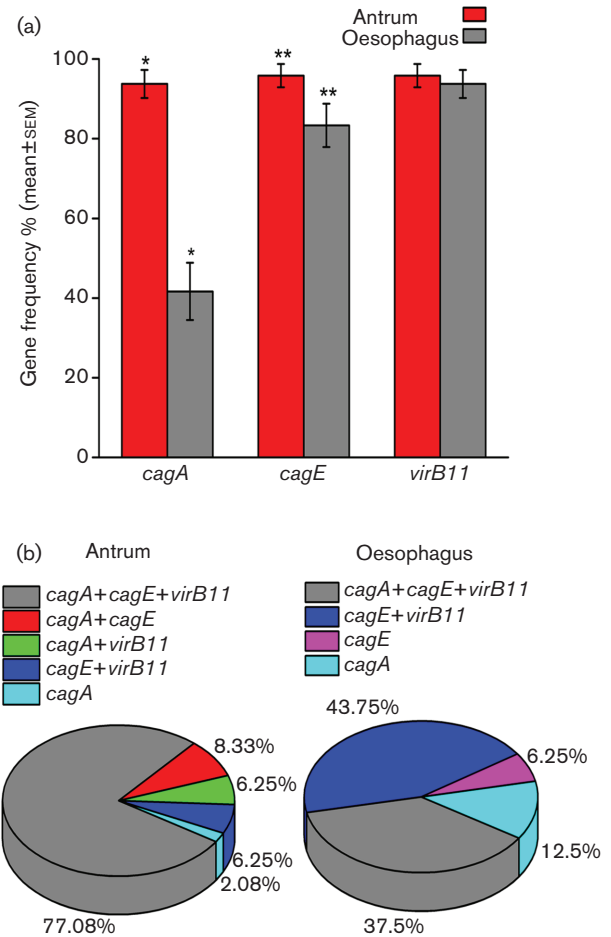 (a)
Antrum
Oesophagus
Gene frequency % (mean±SEM)
100
80
60
40
20
0
*
*
**
**
cagA
cagE
virB11
(b)
Antrum
Oesophagus
cagA+cagE+virB11
cagA+cagE
cagA+virB11
cagE+virB11
cagA
cagA+cagE+virB11
cagE+virB11
cagE
cagA
8.33%
6.25%
6.25%
2.08%
77.08%
43.75%
6.25%
12.5%
37.5%